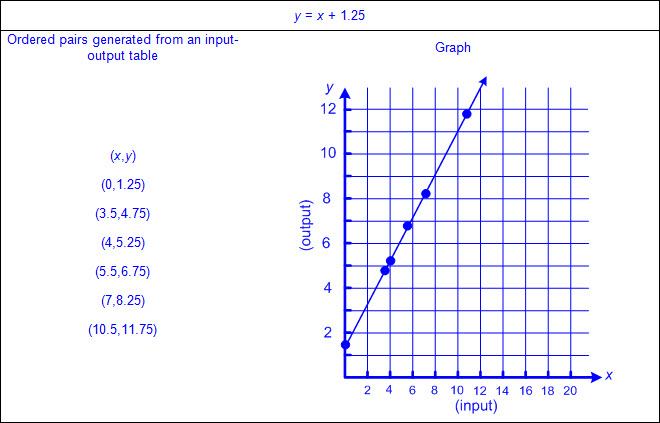 y = x + 1.25
Ordered pairs generated from an input-
output table
Graph
(x,y)
(0,1.25)
(3.5,4.75)
(4,5.25)
(5.5,6.75)
(7,8.25)
(10.5,11.75)
y
12
10
8
6
4
2
(output)
2 4 6 8 10 12 14 16 18 20
x
(input)